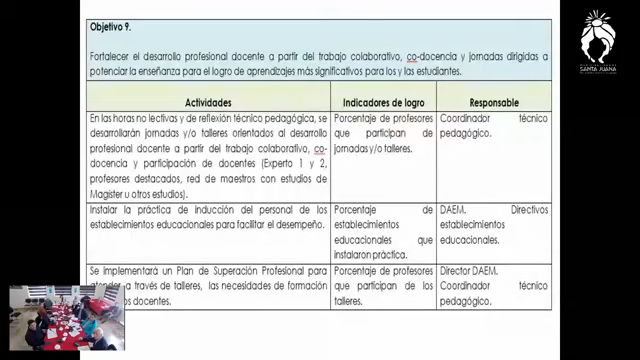 Objetivo 9.
Fortalecer el desarrollo profesional docente a partir del trabajo colaborativo, co-docencia y jornadas dirigidas a
potenciar la enseñanza para el logro de aprendizajes más significativos para los y las estudiantes.
Actividades
Indicadores de logro
Responsable
En las horas no lectivas y de reflexión técnico pedagógica, se
desarrollarán jornadas y/o talleres orientados al desarrollo
profesional docente a partir del trabajo colaborativo, co-
docencia y participación de docentes (Experto 1 y 2,
profesores destacados, red de maestros con estudios de
Magíster u otros estudios).
Porcentaje de profesores
que participan de
jornadas y/o talleres.
Coordinador técnico
pedagógico.
Instalar la práctica de inducción del personal de los
establecimientos educacionales para facilitar el desempeño.
Porcentaje de
establecimientos
educacionales que
instalaron práctica.
DAEM. Directivos
establecimientos
educacionales.
Se implementará un Plan de Superación Profesional para
a través de talleres, las necesidades de formación
docentes.
Porcentaje de profesores
que participan de los
talleres.
Director DAEM.
Coordinador técnico
pedagógico.
SANTA JUANA